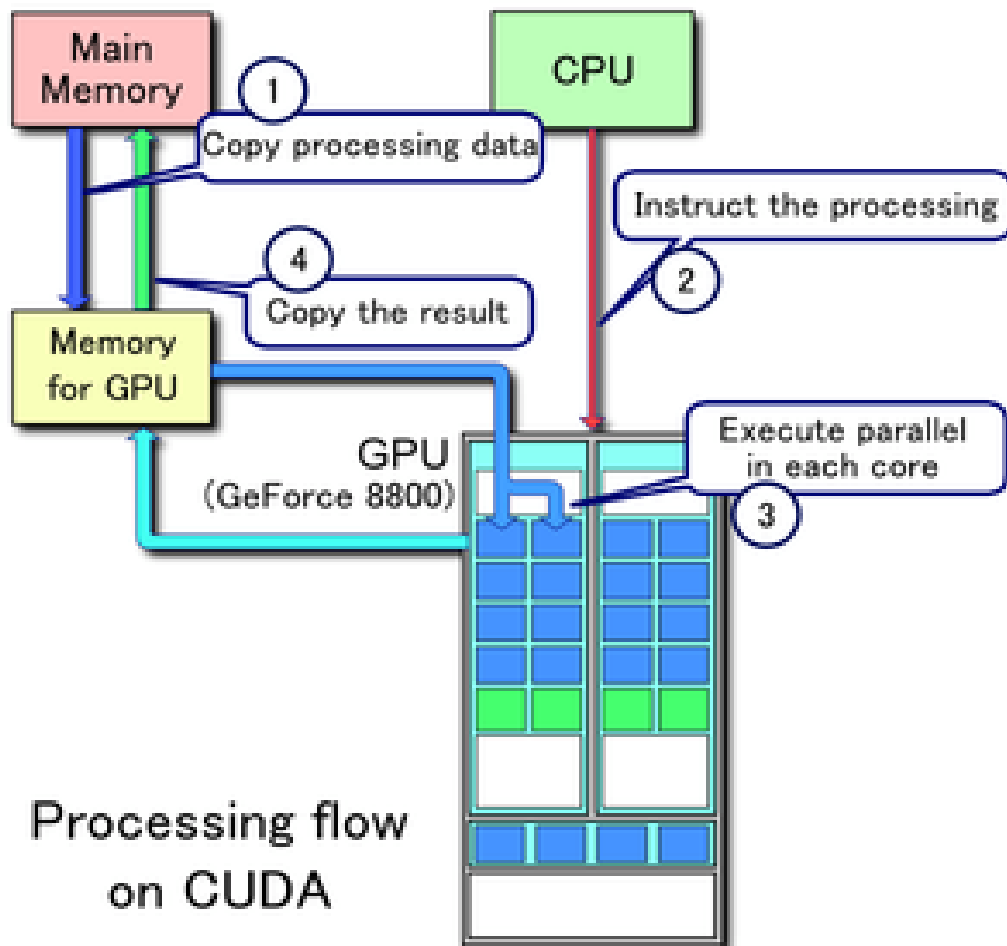 Main
Memory
CPU
1
Copy processing data
Instruct the processing
2
4
Copy the result
Memory
for GPU
Execute parallel
in each core
3
GPU
(GeForce 8800)
Processing flow
on CUDA